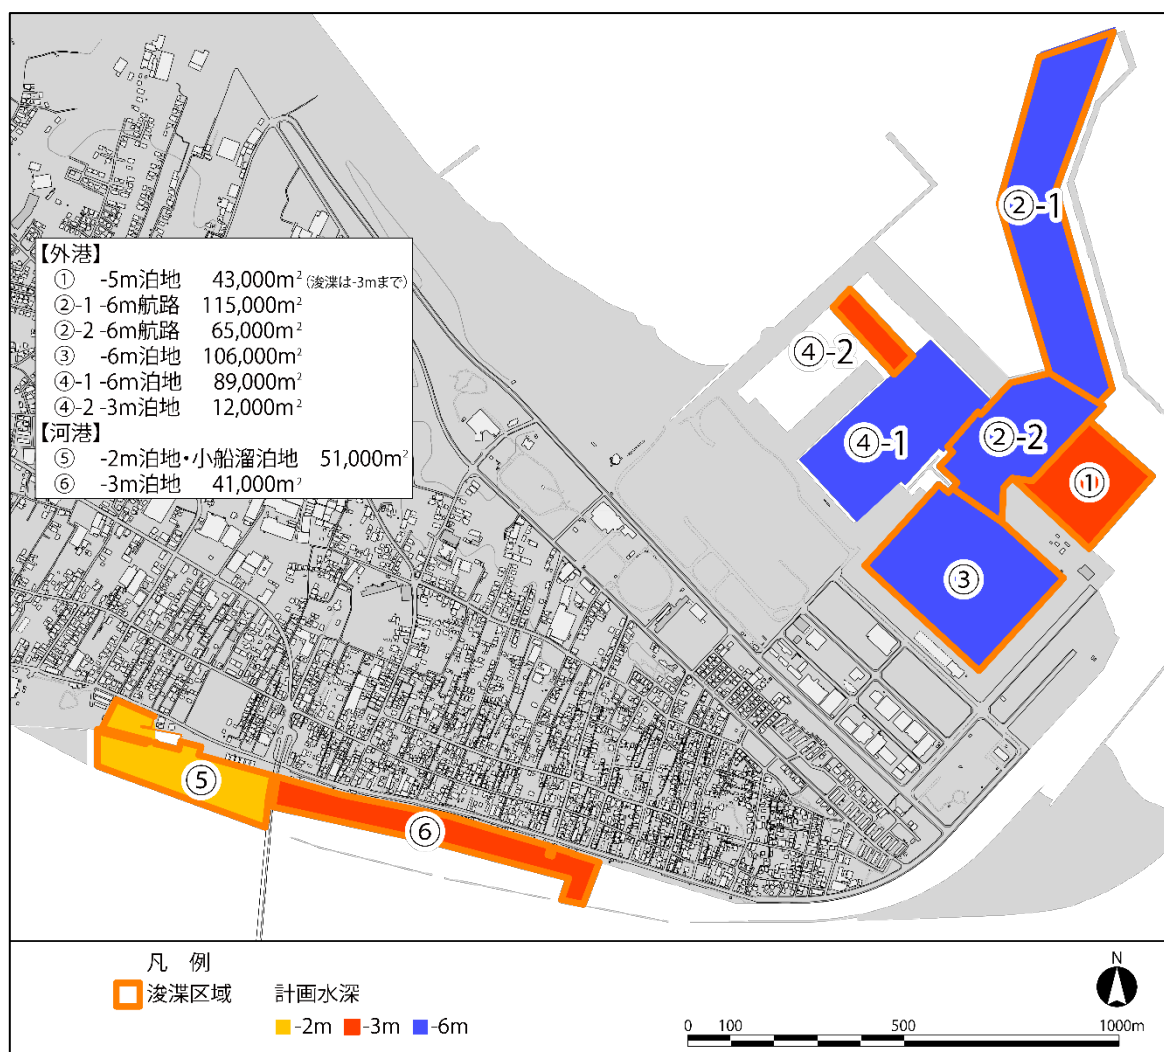 ②-1
【外港】
① -5m泊地 43,000m²(浚渫は-3mまで)
②-1 -6m航路 115,000m²
②-2 -6m航路 65,000m²
③ -6m泊地 106,000m²
④-1 -6m泊地 89,000m²
④-2 -3m泊地 12,000m²
【河港】
⑤ -2m泊地・小船溜泊地 51,000m²
⑥ -3m泊地 41,000m²
④-2
④-1
②-2
①
③
⑤
⑥
凡 例
浚渫区域
計画水深
-2m -3m -6m
N
0 100 500 1000m